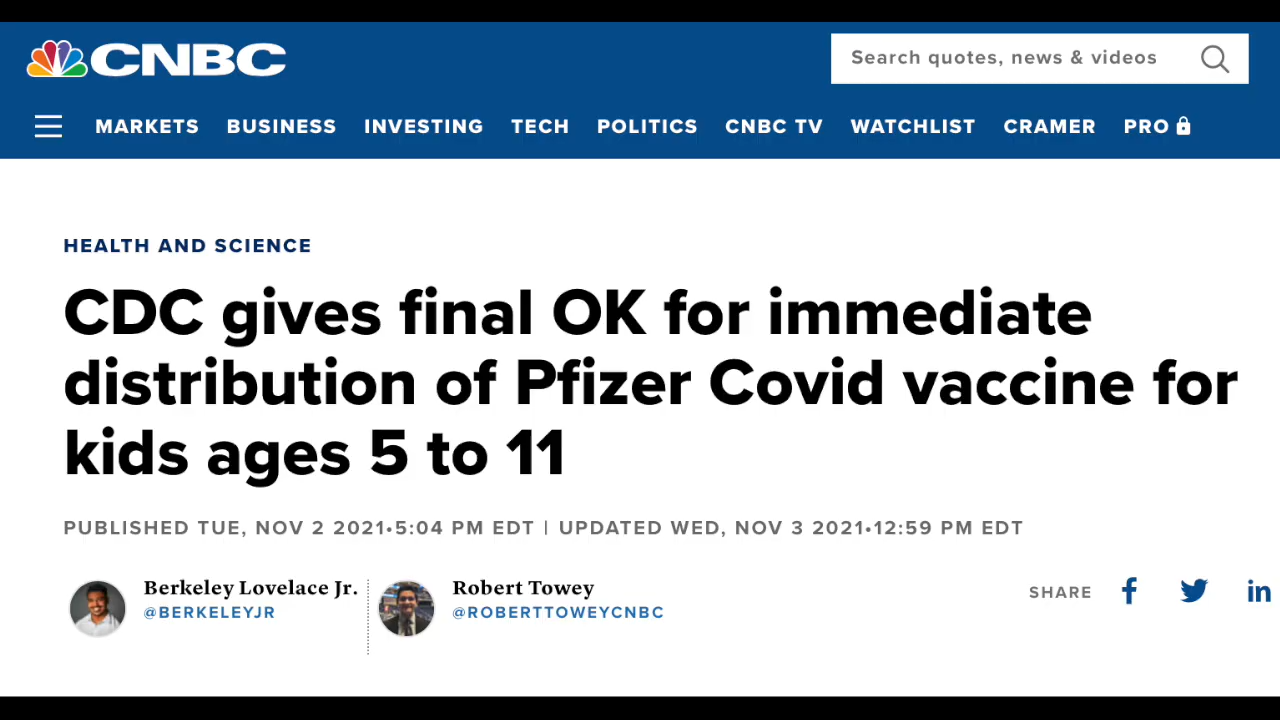 CNBC
Search quotes, news & videos
MARKETS BUSINESS INVESTING TECH POLITICS CNBC TV WATCHLIST CRAMER PRO
HEALTH AND SCIENCE
CDC gives final OK for immediate
distribution of Pfizer Covid vaccine for
kids ages 5 to 11
PUBLISHED TUE, NOV 2 2021•5:04 PM EDT | UPDATED WED, NOV 3 2021•12:59 PM EDT
Berkeley Lovelace Jr. Robert Towey
@BERKELEYJR @ROBERTTOWEYCNBC
SHARE